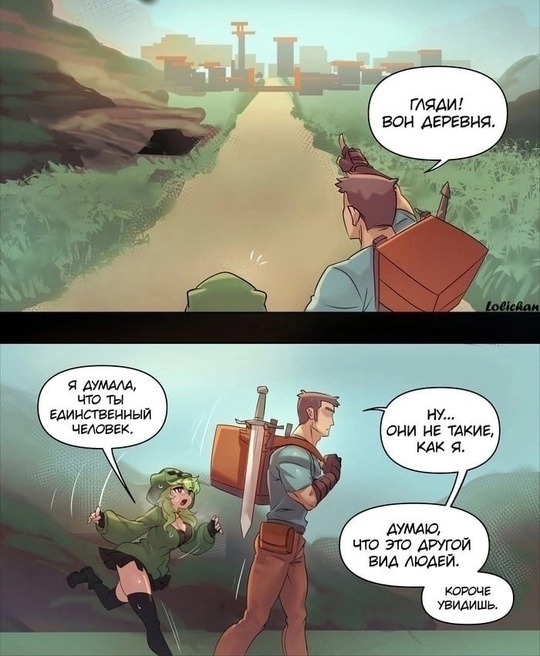 ГЛЯДИ!
ВОН ДЕРЕВНЯ.
Lolichan
Я ДУМАЛА,
ЧТО ТЫ
ЕДИНСТВЕННЫЙ
ЧЕЛОВЕК.
НУ...
ОНИ НЕ ТАКИЕ,
КАК Я.
ДУМАЮ,
ЧТО ЭТО ДРУГОЙ
ВИД ЛЮДЕЙ.
КОРОЧЕ
УВИДИШЬ.